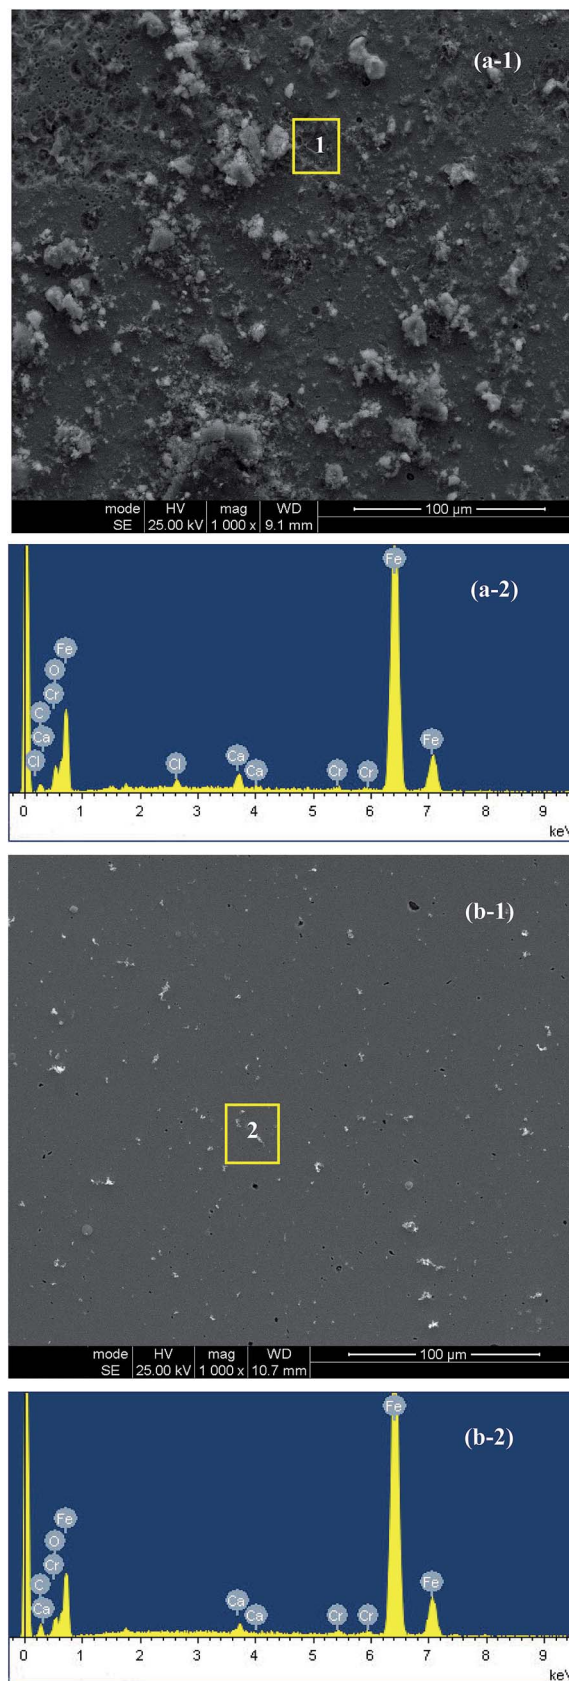 (a-1)
1
mode HV mag WD 100 µm
SE 25.00 kV 1 000 x 9.1 mm
(a-2)
Fe
Fe
O
Cr
C
Ca
Cl
Cl
Ca
Ca
Cr
Cr
Fe
0 1 2 3 4 5 6 7 8 9
keV
(b-1)
2
mode HV mag WD 100 µm
SE 25.00 kV 1 000 x 10.7 mm
(b-2)
Fe
Fe
O
Cr
C
Ca
Ca
Ca
Cr
Cr
Fe
0 1 2 3 4 5 6 7 8 9
keV